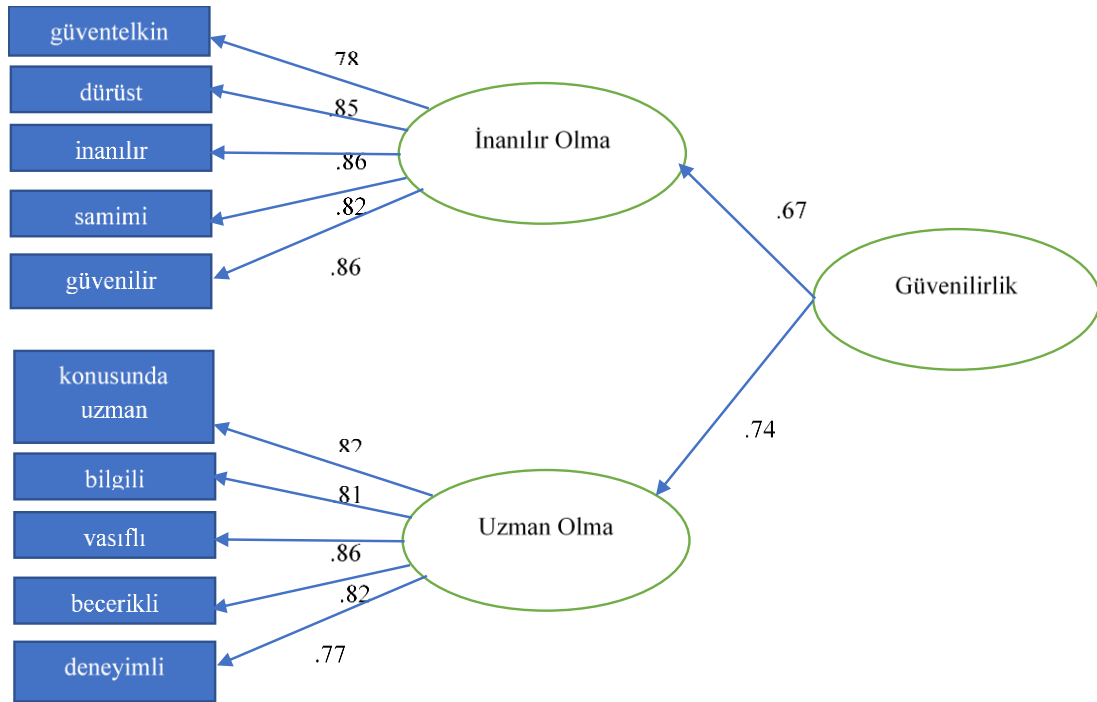 güventelkin
.78
dürüst
.85
inanılır
.86
samimi
.82
güvenilir
.86
İnanılır Olma
.67
Güvenilirlik
.74
konusunda
uzman
.82
bilgili
.81
vasıflı
.86
becerikli
.82
deneyimli
.77
Uzman Olma